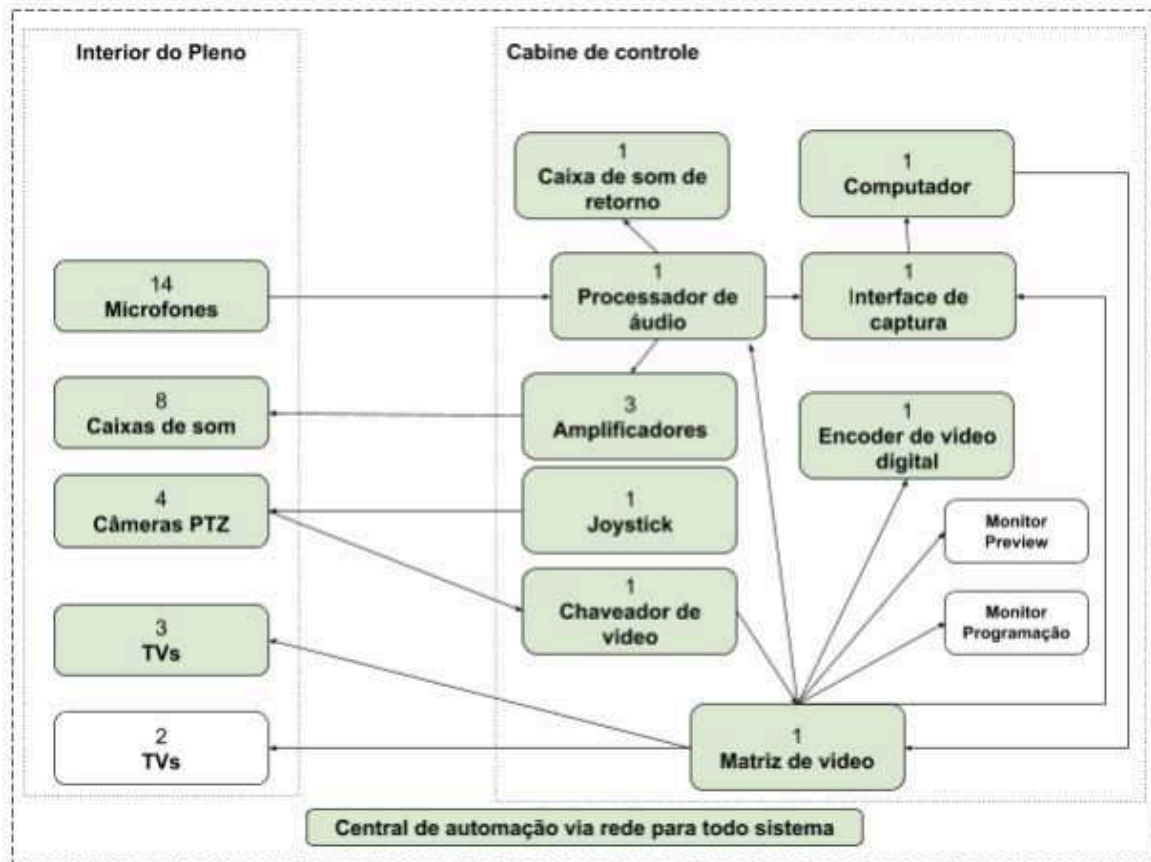 Interior do Pleno
14
Microfones
8
Caixas de som
4
Câmeras PTZ
3
TVs
2
TVs
Cabine de controle
1
Caixa de som de
retorno
1
Computador
1
Processador de
áudio
1
Interface de
captura
3
Amplificadores
1
Encoder de video
digital
1
Joystick
Monitor
Preview
1
Chaveador de
video
Monitor
Programação
1
Matriz de video
Central de automação via rede para todo sistema